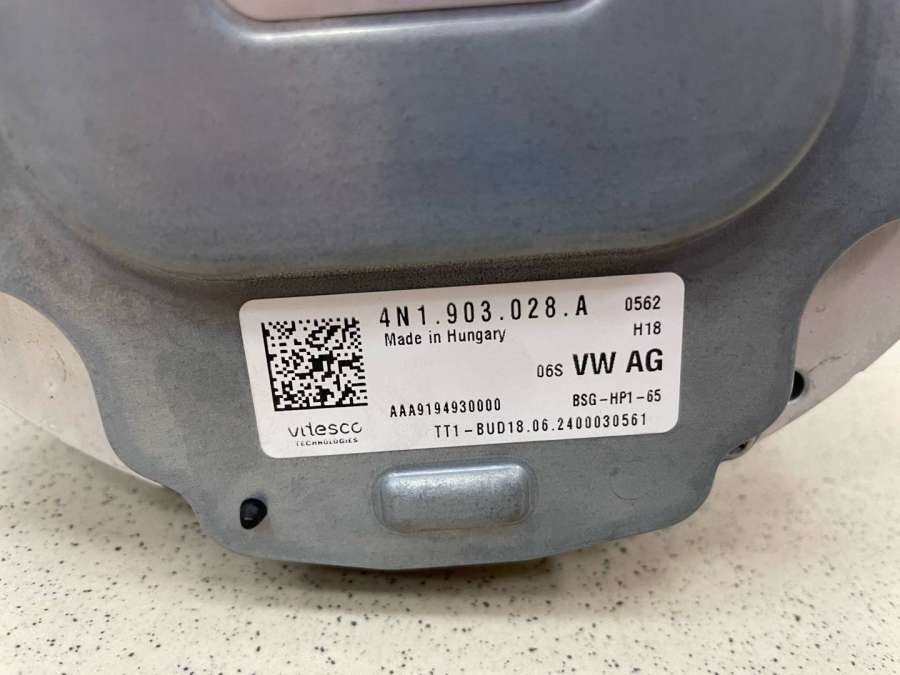 4N1.903.028.A 0562
Made in Hungary H18
06S VW AG
AAA9194930000 BSG-HP1-65
vitesco
TECHNOLOGIES
TT1-BUD18.06.2400030561